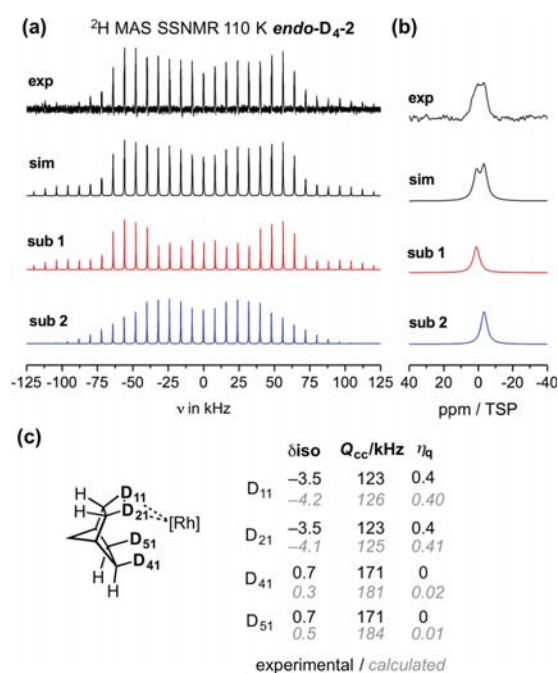 (a) ²H MAS SSNMR 110 K endo-D₄-2 (b)
exp
sim
sub 1
sub 2
-125 -100 -75 -50 -25 0 25 50 75 100 125
ν in kHz
exp
sim
sub 1
sub 2
40 20 0 -20 -40
ppm / TSP
(c)
H D₁₁
H D₂₁ [Rh]
D₅₁
D₄₁
H H
δiso Qcc/kHz ηq
D₁₁ –3.5 123 0.4
–4.2 126 0.40
D₂₁ –3.5 123 0.4
–4.1 125 0.41
D₄₁ 0.7 171 0
0.3 181 0.02
D₅₁ 0.7 171 0
0.5 184 0.01
experimental / calculated